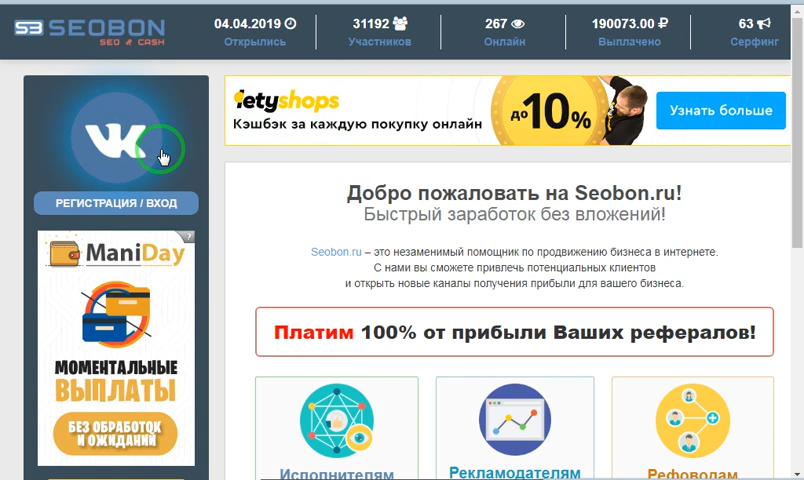 SEOBON
SEO & CASH
04.04.2019
Открылись
31192
Участников
267
Онлайн
190073.00 ₽
Выплачено
63
Серфинг
РЕГИСТРАЦИЯ / ВХОД
ManiDay
?
МОМЕНТАЛЬНЫЕ
ВЫПЛАТЫ
БЕЗ ОБРАБОТОК
И ОЖИДАНИЙ
letyshops
Кэшбэк за каждую покупку онлайн
до 10%
Узнать больше
Добро пожаловать на Seobon.ru!
Быстрый заработок без вложений!
Seobon.ru – это незаменимый помощник по продвижению бизнеса в интернете.
С нами вы сможете привлечь потенциальных клиентов
и открыть новые каналы получения прибыли для вашего бизнеса.
Платим 100% от прибыли Ваших рефералов!
Исполнителям
Рекламодателям
Рефоводам